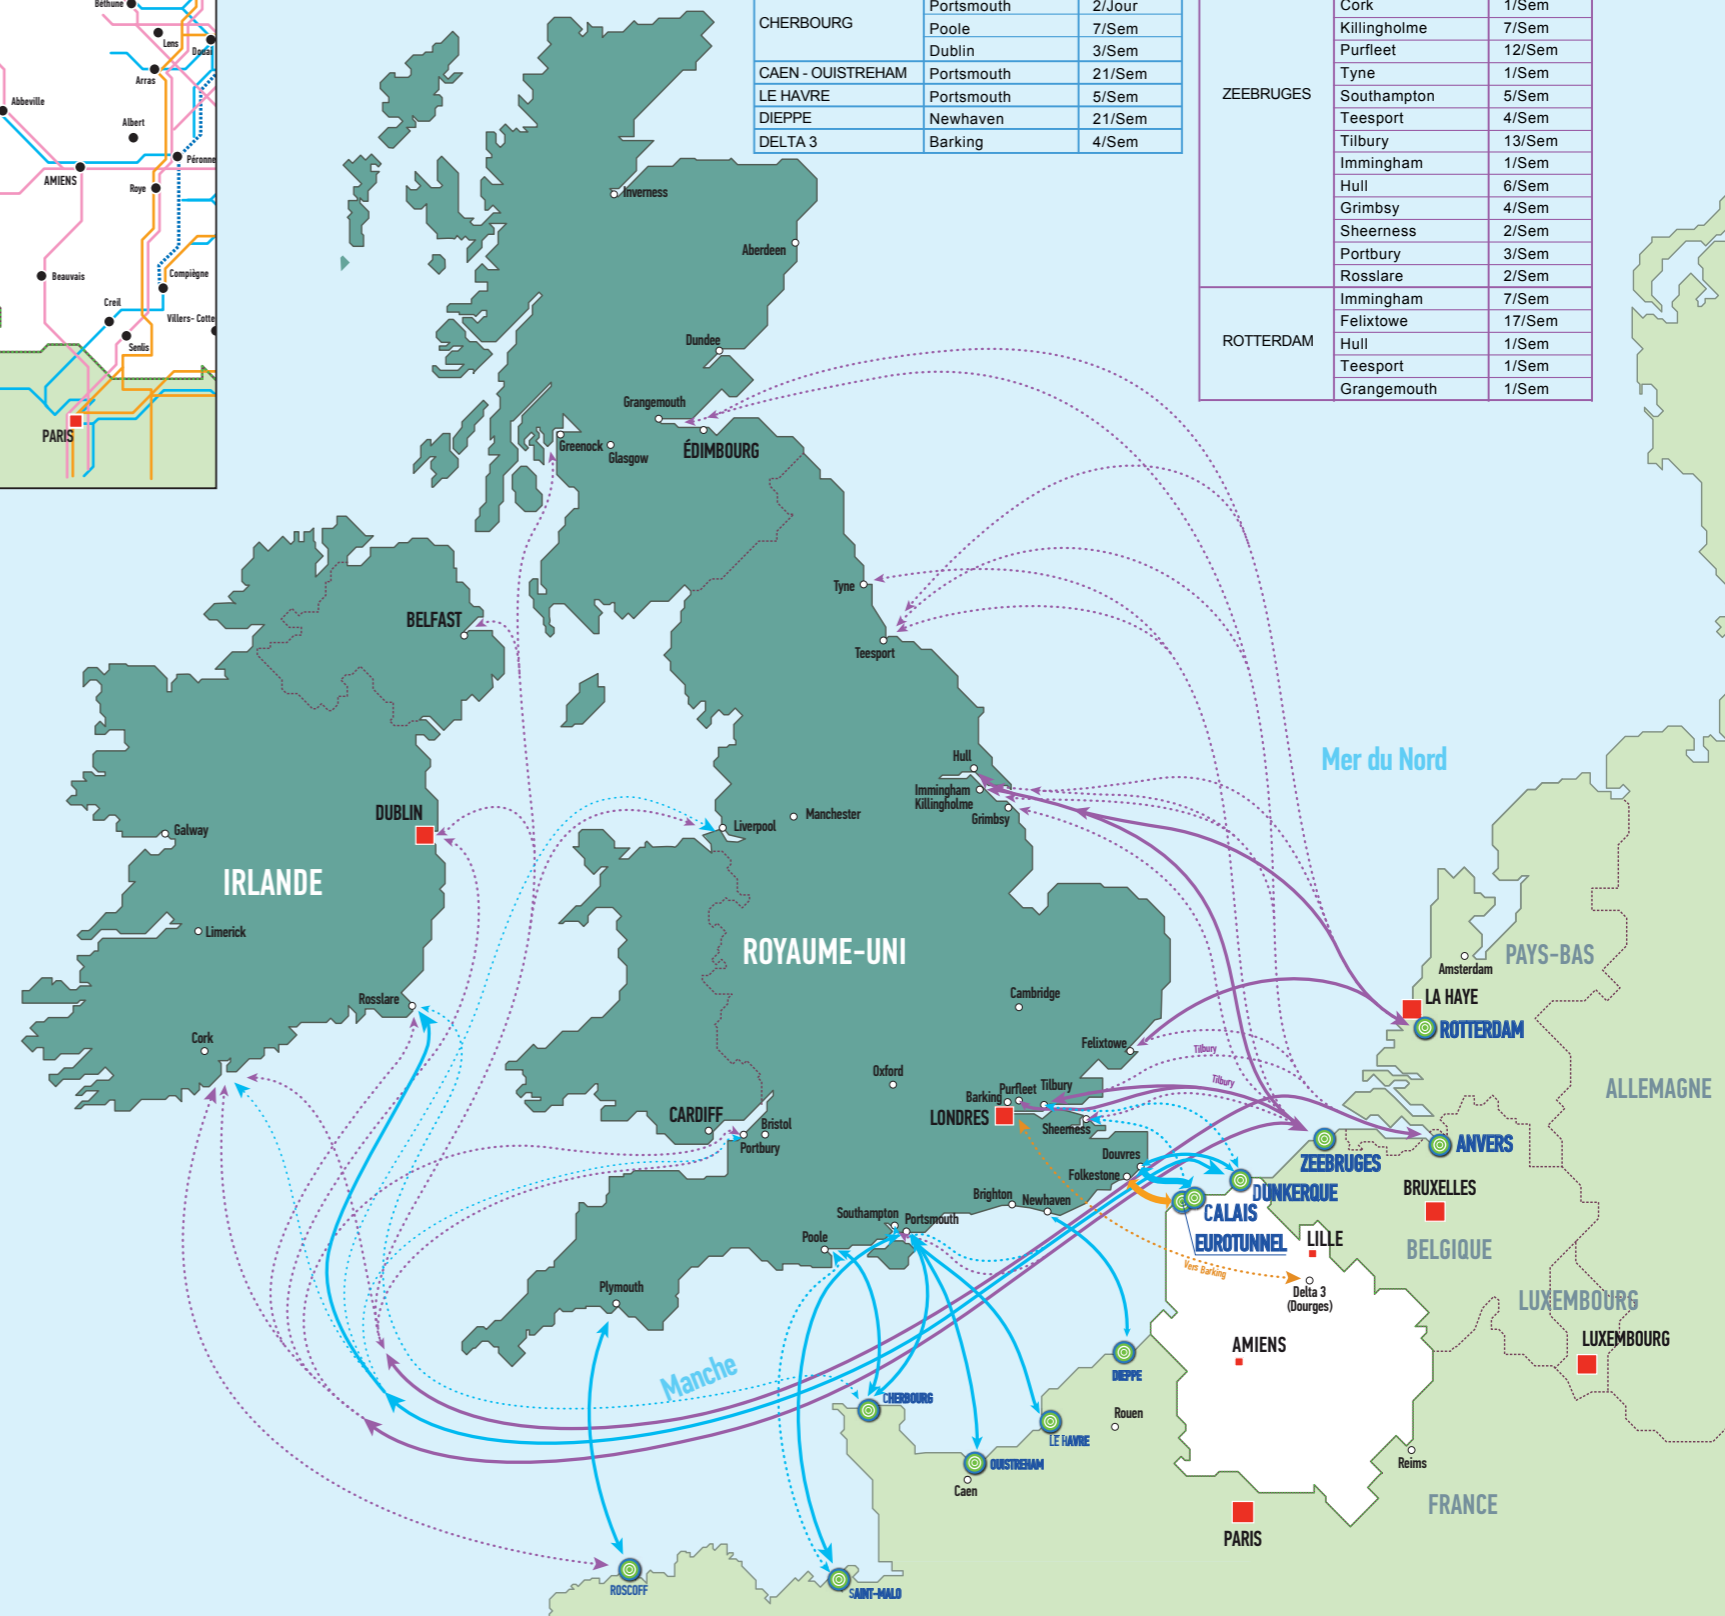 Béthune
Lens
Douai
Arras
Abbeville
Albert
Péronne
AMIENS
Roye
Beauvais
Compiègne
Creil
Villers-Cotte
Senlis
PARIS
CHERBOURG
Portsmouth 2/Jour
Poole 7/Sem
Dublin 3/Sem
CAEN - OUISTREHAM Portsmouth 21/Sem
LE HAVRE Portsmouth 5/Sem
DIEPPE Newhaven 21/Sem
DELTA 3 Barking 4/Sem
ZEEBRUGES
Cork 1/Sem
Killingholme 7/Sem
Purfleet 12/Sem
Tyne 1/Sem
Southampton 5/Sem
Teesport 4/Sem
Tilbury 13/Sem
Immingham 1/Sem
Hull 6/Sem
Grimbsy 4/Sem
Sheerness 2/Sem
Portbury 3/Sem
Rosslare 2/Sem
ROTTERDAM
Immingham 7/Sem
Felixtowe 17/Sem
Hull 1/Sem
Teesport 1/Sem
Grangemouth 1/Sem
Inverness
Aberdeen
Dundee
Grangemouth
Greenock
Glasgow
ÉDIMBOURG
Tyne
BELFAST
Teesport
Hull
Mer du Nord
Immingham
Killingholme
Grimbsy
DUBLIN
Manchester
Liverpool
Galway
IRLANDE
Limerick
ROYAUME-UNI
PAYS-BAS
Amsterdam
Cambridge
LA HAYE
Rosslare
ROTTERDAM
Cork
Felixtowe
Tilbury
Oxford
Tilbury
ALLEMAGNE
Barking
Purfleet
Tilbury
LONDRES
CARDIFF
Bristol
Portbury
Sheerness
ANVERS
Douvres
ZEEBRUGES
Folkestone
BRUXELLES
DUNKERQUE
Brighton
Newhaven
CALAIS
Southampton
Portsmouth
Poole
EUROTUNNEL
LILLE
BELGIQUE
Vers Barking
Plymouth
Delta 3
(Dourges)
LUXEMBOURG
LUXEMBOURG
AMIENS
Manche
DIEPPE
CHERBOURG
Rouen
LE HAVRE
OUISTREHAM
Caen
Reims
FRANCE
PARIS
ROSCOFF
SAINT-MALO